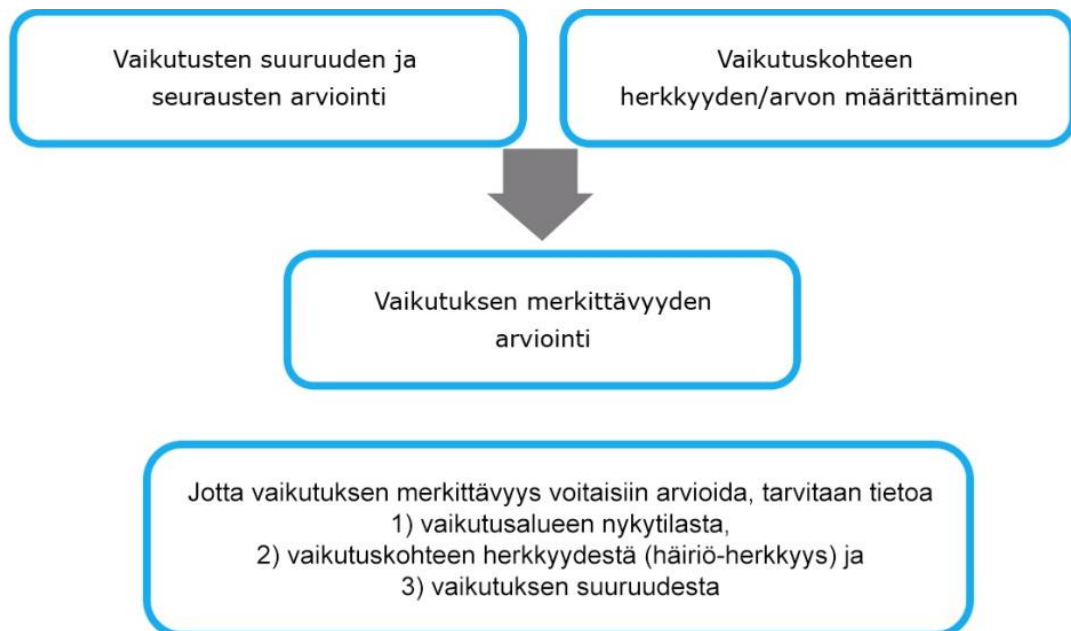 Vaikutusten suuruuden ja
seurausten arviointi
Vaikutuskohteen
herkkyyden/arvon määrittäminen
Vaikutuksen merkittävyyden
arviointi
Jotta vaikutuksen merkittävyys voitaisiin arvioida, tarvitaan tietoa
1) vaikutusalueen nykytilasta,
2) vaikutuskohteen herkkyydestä (häiriö-herkkyys) ja
3) vaikutuksen suuruudesta